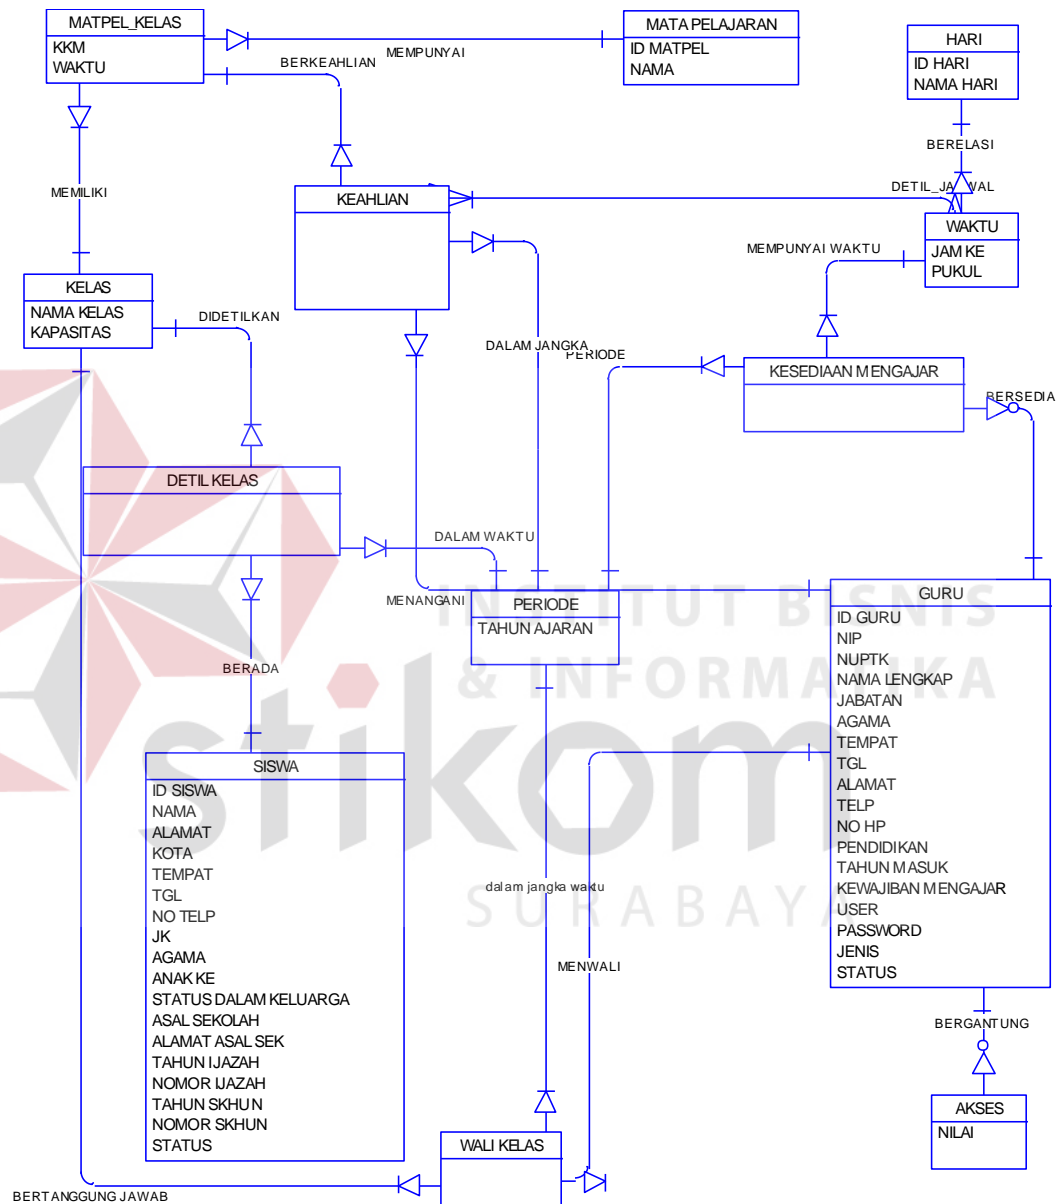 MATPEL_KELAS
KKM
WAKTU
MEMPUNYAI
MATA PELAJARAN
ID MATPEL
NAMA
HARI
ID HARI
NAMA HARI
BERKEAHLIAN
BERELASI
MEMILIKI
KEAHLIAN
DETIL_JADWAL
WAKTU
JAM KE
PUKUL
MEMPUNYAI WAKTU
KELAS
NAMA KELAS
KAPASITAS
DIDETILKAN
DALAM JANGKA
PERIODE
KESEDIAAN MENGAJAR
BERSEDIA
DETIL KELAS
DALAM WAKTU
MENANGANI
PERIODE
TAHUN AJARAN
GURU
ID GURU
NIP
NUPTK
NAMA LENGKAP
JABATAN
AGAMA
TEMPAT
TGL
ALAMAT
TELP
NO HP
PENDIDIKAN
TAHUN MASUK
KEWAJIBAN MENGAJAR
USER
PASSWORD
JENIS
STATUS
BERADA
SISWA
ID SISWA
NAMA
ALAMAT
KOTA
TEMPAT
TGL
NO TELP
JK
AGAMA
ANAK KE
STATUS DALAM KELUARGA
ASAL SEKOLAH
ALAMAT ASAL SEK
TAHUN IJAZAH
NOMOR IJAZAH
TAHUN SKHUN
NOMOR SKHUN
STATUS
dalam jangka waktu
MENWALI
BERGANTUNG
AKSES
NILAI
WALI KELAS
BERTANGGUNG JAWAB
INSTITUT BISNIS
& INFORMATIKA
stikom
SURABAYA